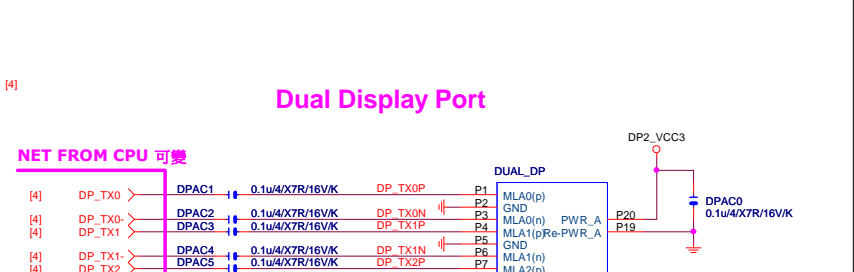 [4]
Dual Display Port
DP2_VCC3
NET FROM CPU 可變
DUAL_DP
[4] DP_TX0 DPAC1 0.1u/4/X7R/16V/K DP_TX0P P1 MLA0(p)
P2 GND
DPAC0
0.1u/4/X7R/16V/K
[4] DP_TX0- DPAC2 0.1u/4/X7R/16V/K DP_TX0N P3 MLA0(n) PWR_A P20
[4] DP_TX1 DPAC3 0.1u/4/X7R/16V/K DP_TX1P P4 MLA1(p) Re-PWR_A P19
P5 GND
[4] DP_TX1- DPAC4 0.1u/4/X7R/16V/K DP_TX1N P6 MLA1(n)
[4] DP_TX2 DPAC5 0.1u/4/X7R/16V/K DP_TX2P P7 MLA2(p)